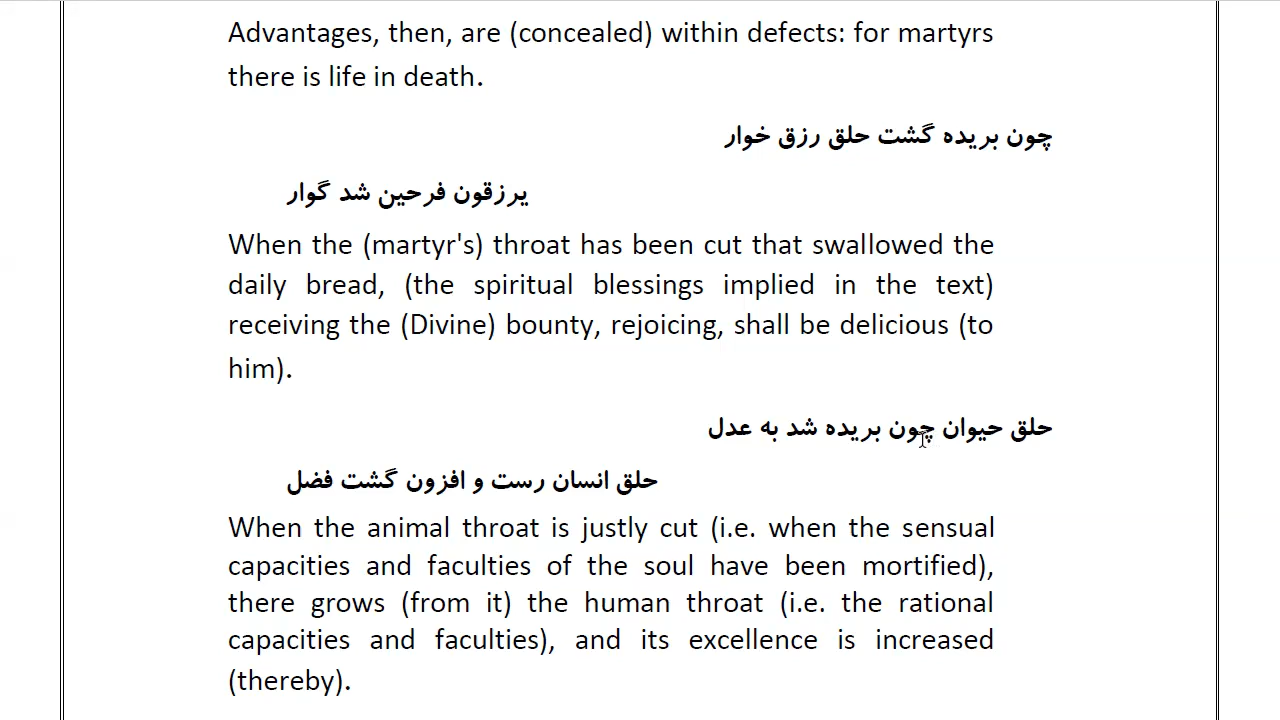 Advantages, then, are (concealed) within defects: for martyrs
there is life in death.
چون بریده گشت حلق رزق خوار
یرزقون فرحین شد گوار
When the (martyr's) throat has been cut that swallowed the
daily bread, (the spiritual blessings implied in the text)
receiving the (Divine) bounty, rejoicing, shall be delicious (to
him).
حلق حیوان چون بریده شد به عدل
حلق انسان رست و افزون گشت فضل
When the animal throat is justly cut (i.e. when the sensual
capacities and faculties of the soul have been mortified),
there grows (from it) the human throat (i.e. the rational
capacities and faculties), and its excellence is increased
(thereby).